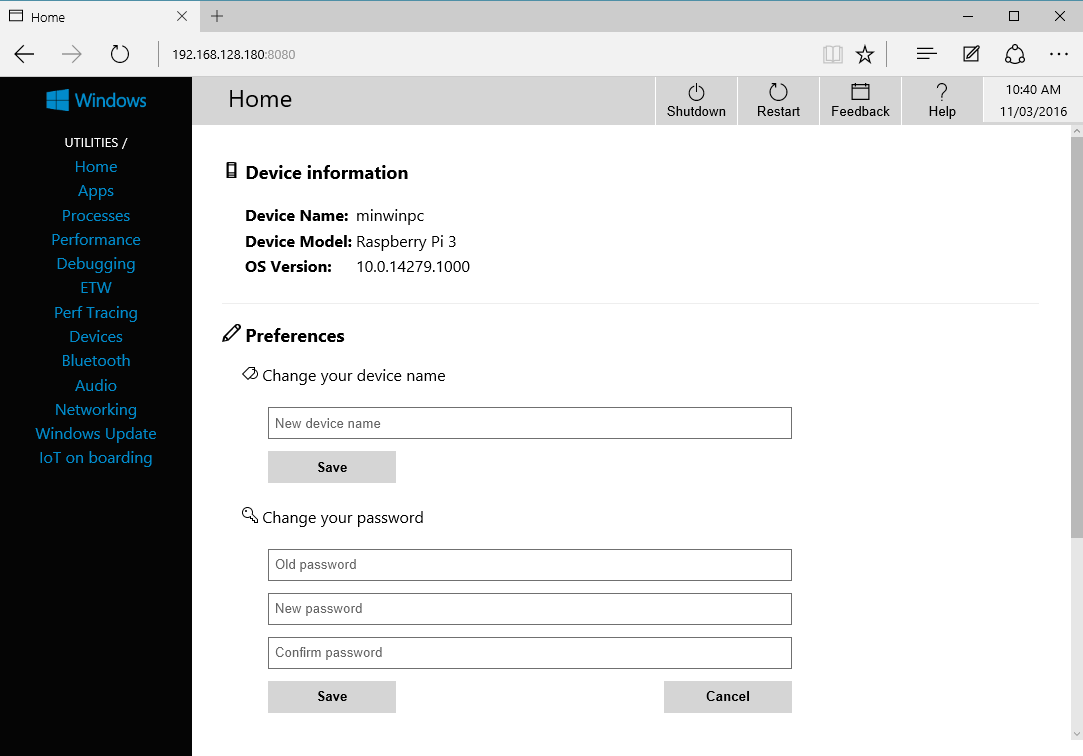 Home
192.168.128.180:8080
Windows
UTILITIES /
Home
Apps
Processes
Performance
Debugging
ETW
Perf Tracing
Devices
Bluetooth
Audio
Networking
Windows Update
IoT on boarding
Home
Shutdown
Restart
Feedback
Help
10:40 AM
11/03/2016
Device information
Device Name: minwinpc
Device Model: Raspberry Pi 3
OS Version: 10.0.14279.1000
Preferences
Change your device name
New device name
Save
Change your password
Old password
New password
Confirm password
Save Cancel